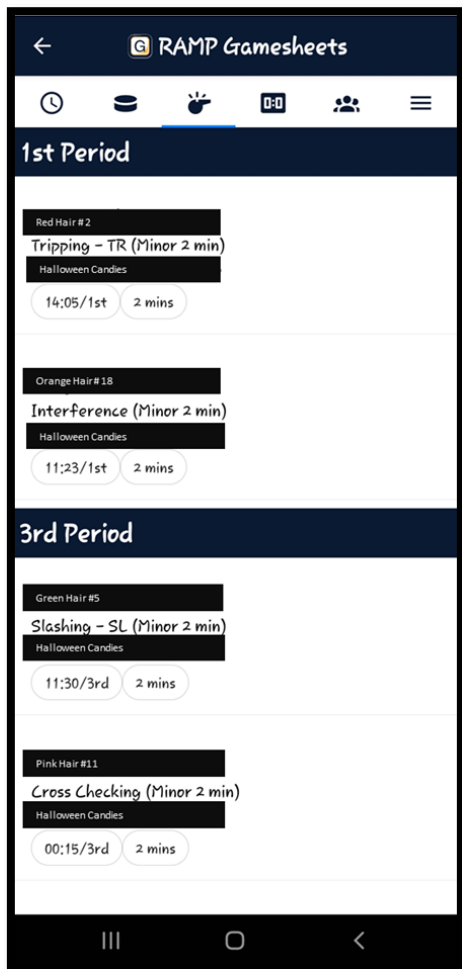 RAMP Gamesheets
0:0
1st Period
Red Hair #2
Tripping - TR (Minor 2 min)
Halloween Candies
14:05/1st 2 mins
Orange Hair# 18
Interference (Minor 2 min)
Halloween Candies
11:23/1st 2 mins
3rd Period
Green Hair #5
Slashing - SL (Minor 2 min)
Halloween Candies
11:30/3rd 2 mins
Pink Hair #11
Cross Checking (Minor 2 min)
Halloween Candies
00:15/3rd 2 mins